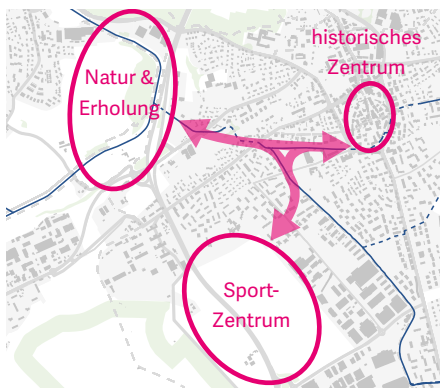 historisches
Zentrum
Natur &
Erholung
Sport-
Zentrum